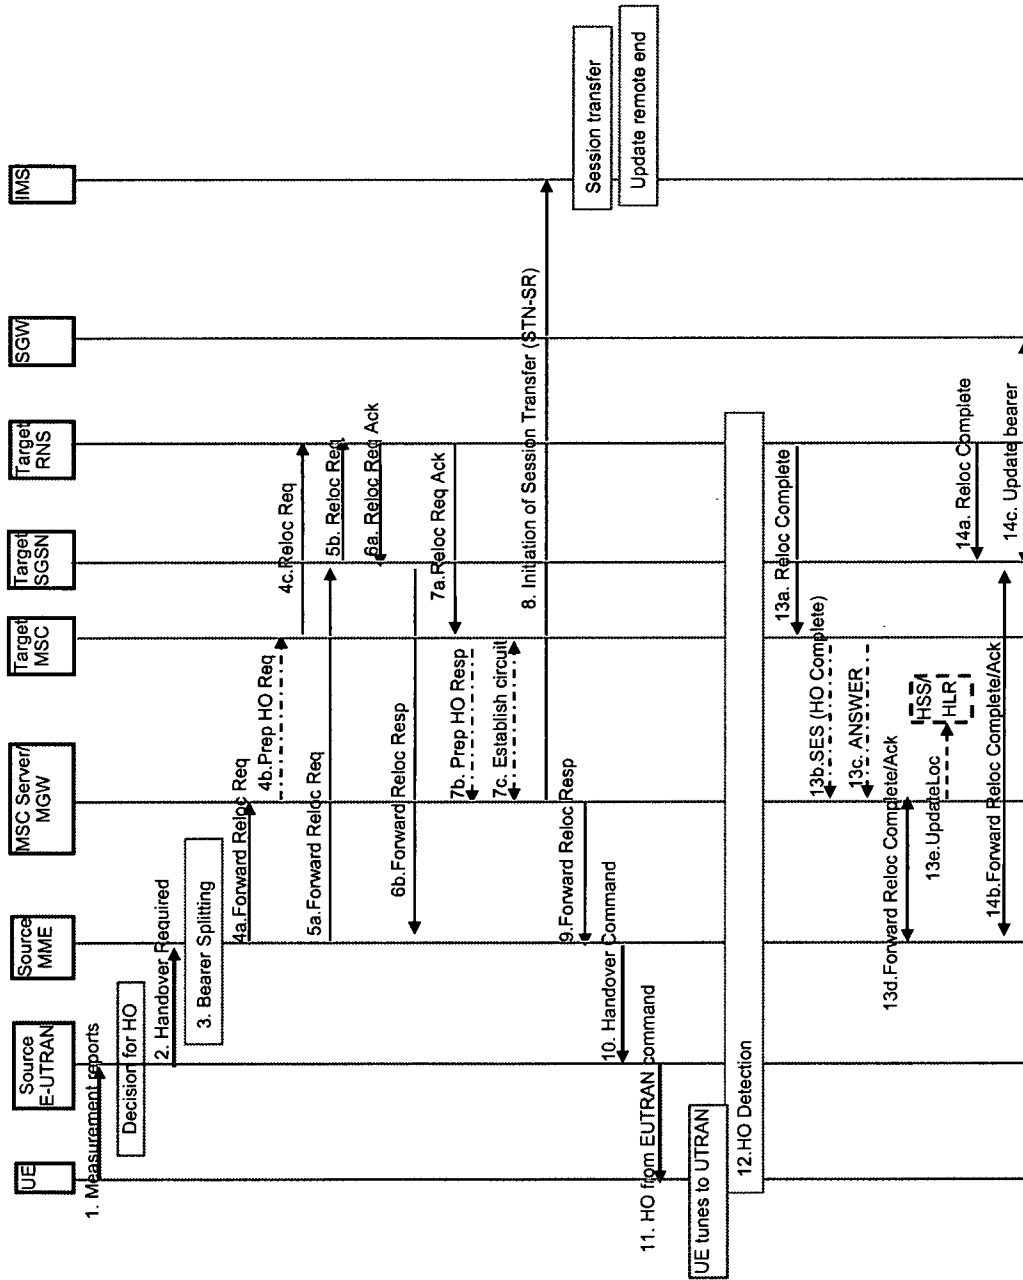 UE
Source
E-UTRAN
Source
MME
MSC Server/
MGW
Target
MSC
Target
SGSN
Target
RNS
SGW
IMS
1. Measurement reports
Decision for HO
2. Handover Required
3. Bearer Splitting
4a.Forward Reloc Req
4b.Prep HO Req
4c.Reloc Req
5a.Forward Reloc Req
5b. Reloc Req
6a. Reloc Req Ack
6b.Forward Reloc Resp
7a.Reloc Req Ack
7b. Prep HO Resp
7c. Establish circuit
8. Initiation of Session Transfer (STN-SR)
Session transfer
Update remote end
9.Forward Reloc Resp
10. Handover Command
11. HO from EUTRAN command
UE tunes to UTRAN
12.HO Detection
13a. Reloc Complete
13b.SES (HO Complete)
13c. ANSWER
13d.Forward Reloc Complete/Ack
13e.UpdateLoc
HSS/
HLR
14a. Reloc Complete
14b.Forward Reloc Complete/Ack
14c. Update bearer